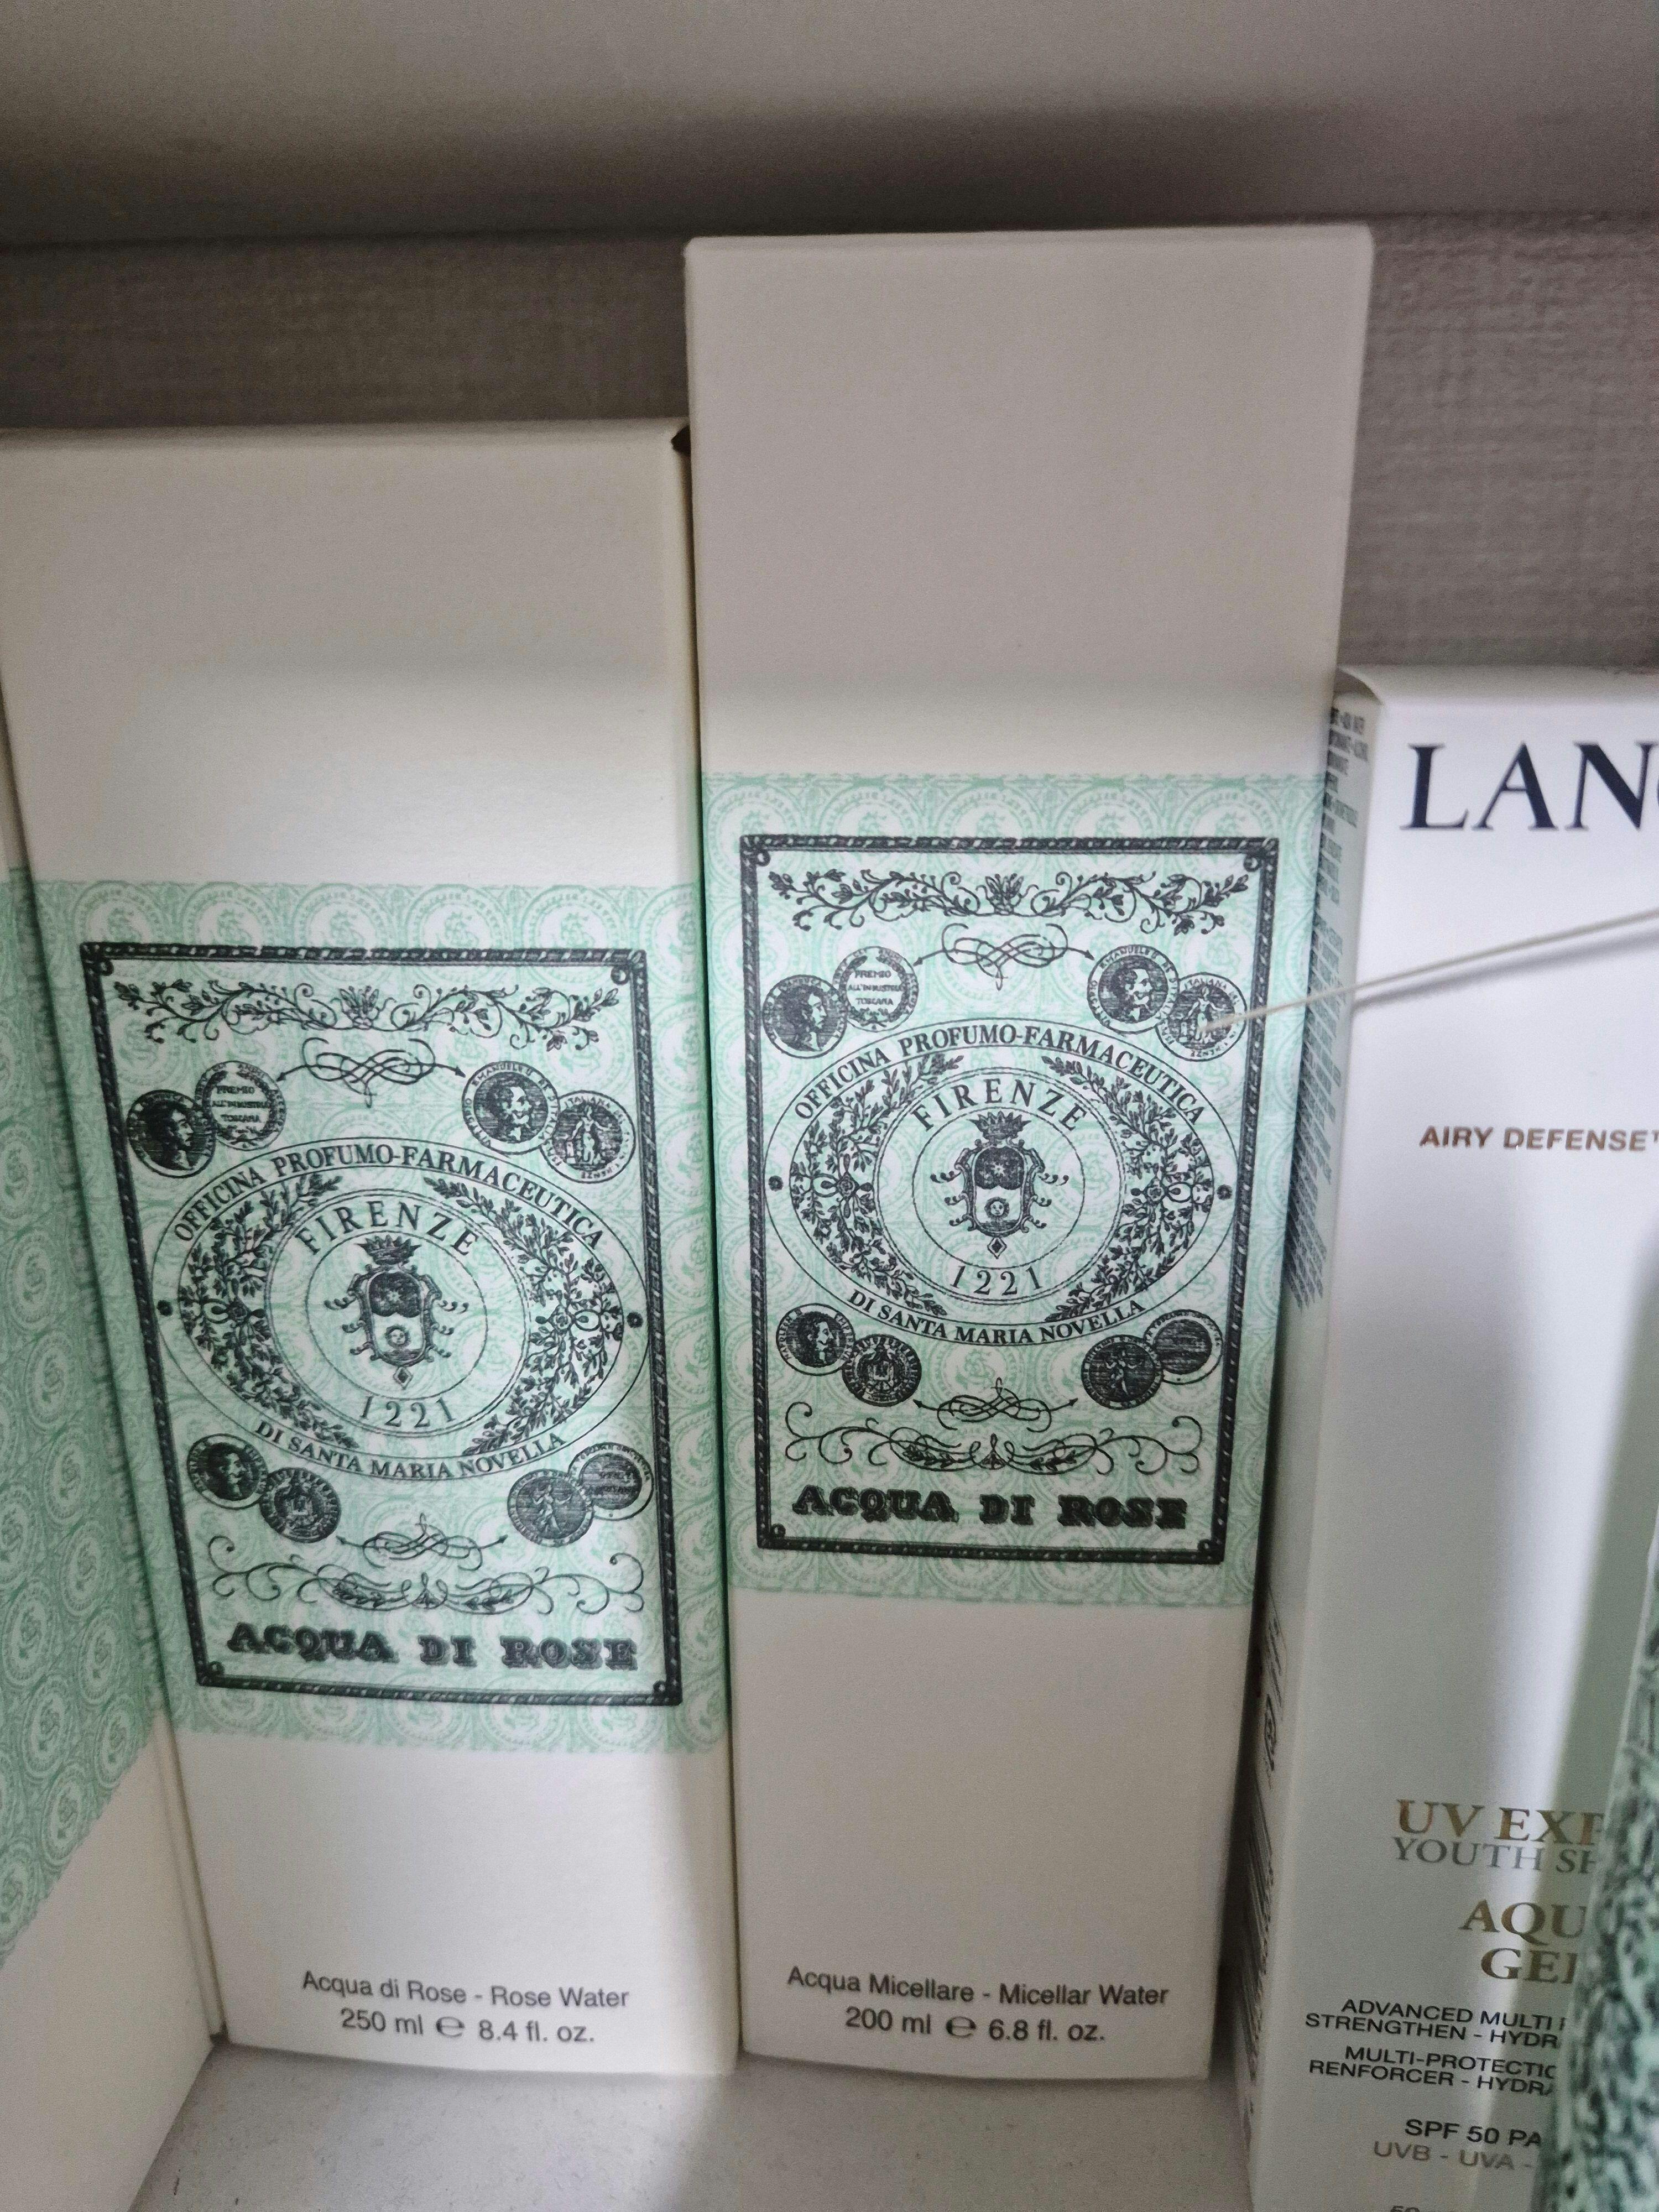 PREMIO
ALL'INDUSTRIA
TOSCANA
OFFICINA PROFUMO-FARMACEUTICA
FIRENZE
1221
DI SANTA MARIA NOVELLA
ACQUA DI ROSE
Acqua di Rose - Rose Water
250 ml e 8.4 fl. oz.
PREMIO
ALL'INDUSTRIA
TOSCANA
OFFICINA PROFUMO-FARMACEUTICA
FIRENZE
1221
DI SANTA MARIA NOVELLA
ACQUA DI ROSE
Acqua Micellare - Micellar Water
200 ml e 6.8 fl. oz.
LAN
AIRY DEFENSE
UV EXP
YOUTH SH
AQU
GEL
ADVANCED MULTI
STRENGTHEN - HYDR
MULTI-PROTECTIO
RENFORCER - HYDRA
SPF 50 PA
UVB - UVA -